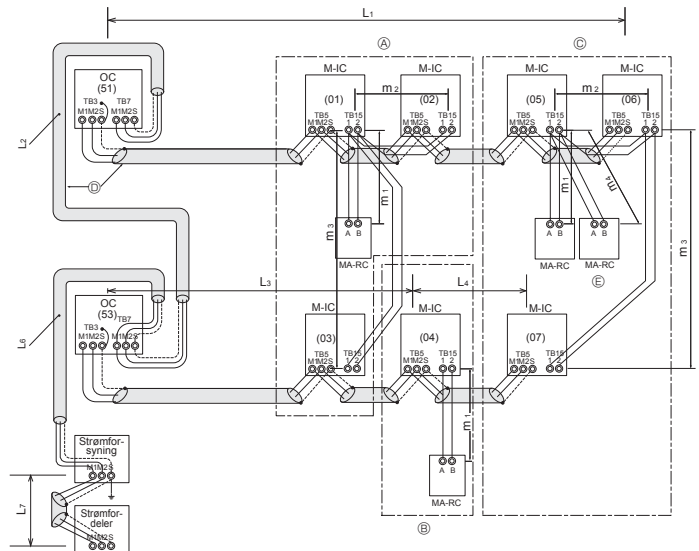 L1
Ⓐ
Ⓒ
M-IC
M-IC
M-IC
M-IC
OC
(51)
TB3
TB7
M1M2S
M1M2S
(01)
m2
(02)
(05)
m2
(06)
TB5
M1M2S
TB15
1 2
TB5
M1M2S
TB15
1 2
TB5
M1M2S
TB15
1 2
TB5
M1M2S
TB15
1 2
L2
Ⓓ
m1
m3
m1
m4
m3
A B
MA-RC
A B
MA-RC
A B
MA-RC
Ⓔ
L3
L4
OC
(53)
TB3
TB7
M1M2S
M1M2S
M-IC
M-IC
M-IC
(03)
(04)
(07)
TB5
M1M2S
TB15
1 2
TB5
M1M2S
TB15
1 2
TB5
M1M2S
TB15
1 2
L6
m1
A B
MA-RC
Ⓑ
Strømfor-
syning
M1M2S
L7
Strømfor-
deler
M1M2S